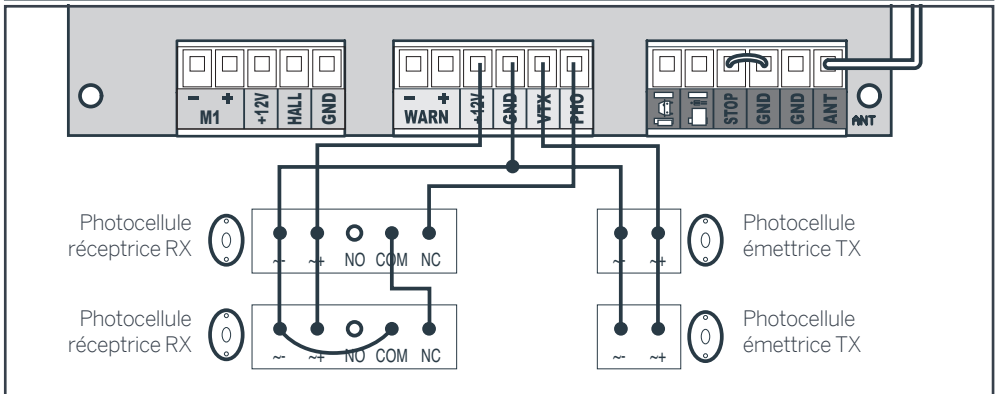 - + +12V HALL GND
M1
- + +12V GND VTX PHO
WARN
STOP GND GND ANT
ANT
Photocellule
réceptrice RX
~- ~+ NO COM NC
~- ~+
Photocellule
émettrice TX
Photocellule
réceptrice RX
~- ~+ NO COM NC
~- ~+
Photocellule
émettrice TX